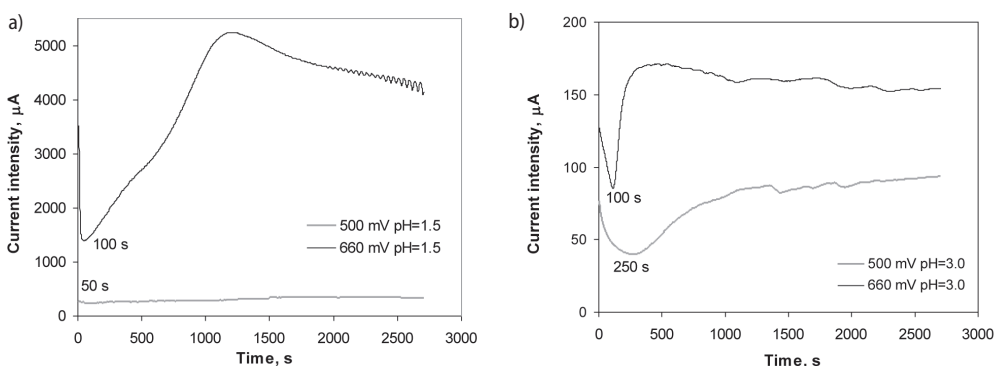 a)
Current intensity, µA
5000
4000
3000
2000
1000
0
100 s
50 s
500 mV pH=1.5
660 mV pH=1.5
0 500 1000 1500 2000 2500 3000
Time, s
b)
Current intensity, µA
200
150
100
50
0
100 s
250 s
500 mV pH=3.0
660 mV pH=3.0
0 500 1000 1500 2000 2500 3000
Time. s